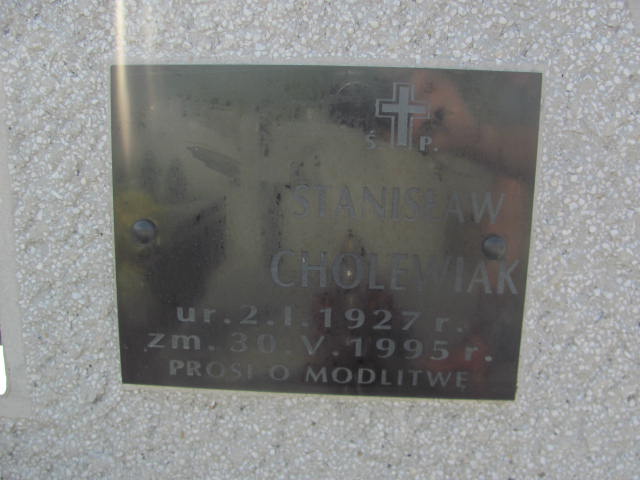 Ś P.
STANISŁAW
CHOLEWIAK
ur. 2. I. 1927 r.
zm. 30. V. 1995 r.
PROSI O MODLITWĘ